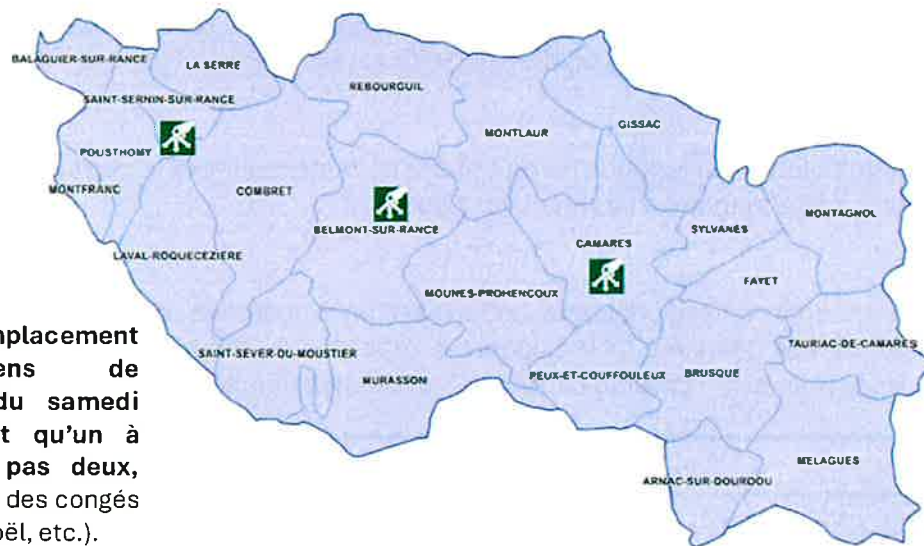 BALAGUIER-SUR-RANCE
LA SERRE
SAINT-SERNIN-SUR-RANCE
REBOURGUIL
MONTLAUR
GISSAC
POUSTHOMY
MONTFRANC
COMBRET
BELMONT-SUR-RANCE
CAMARES
SYLVANES
MONTAGNOL
LAVAL-ROQUECEZIERE
MOUNES-PROHENCOUX
FAYET
SAINT-SEVER-DU-MOUSTIER
MURASSON
PEUX-ET-COUFFOULEUX
BRUSQUE
TAURIAC-DE-CAMARES
ARNAC-SUR-DOURDOU
MELAGUES
mplacement
ens de
du samedi
t qu'un à
pas deux,
des congés
oël, etc.).